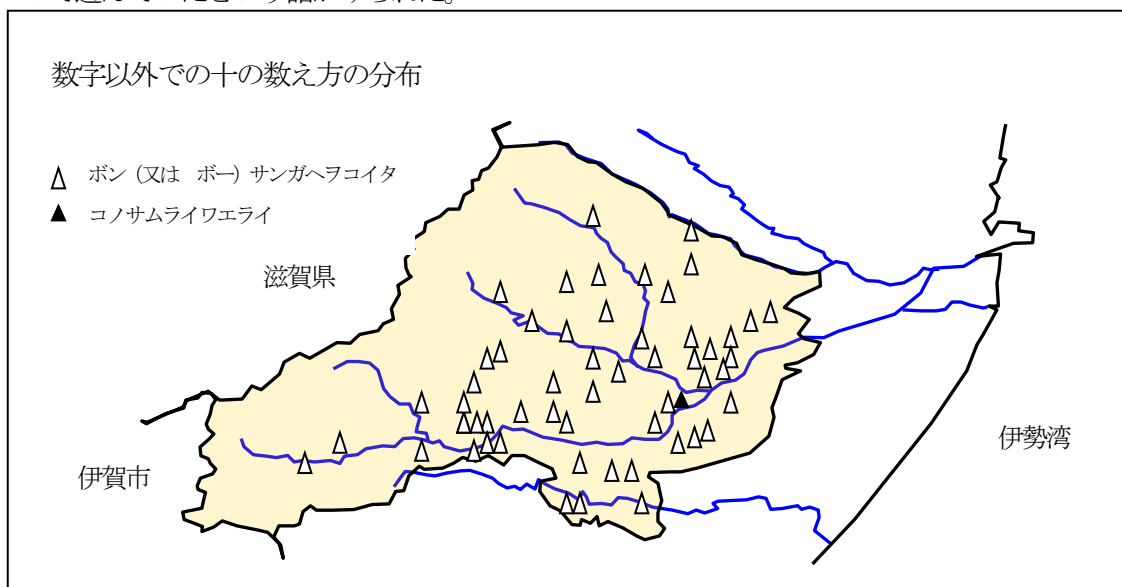 数字以外での十の数え方の分布
ボン（又は　ボー）サンガヘヲコイタ
コノサムライワエライ
滋賀県
伊賀市
伊勢湾